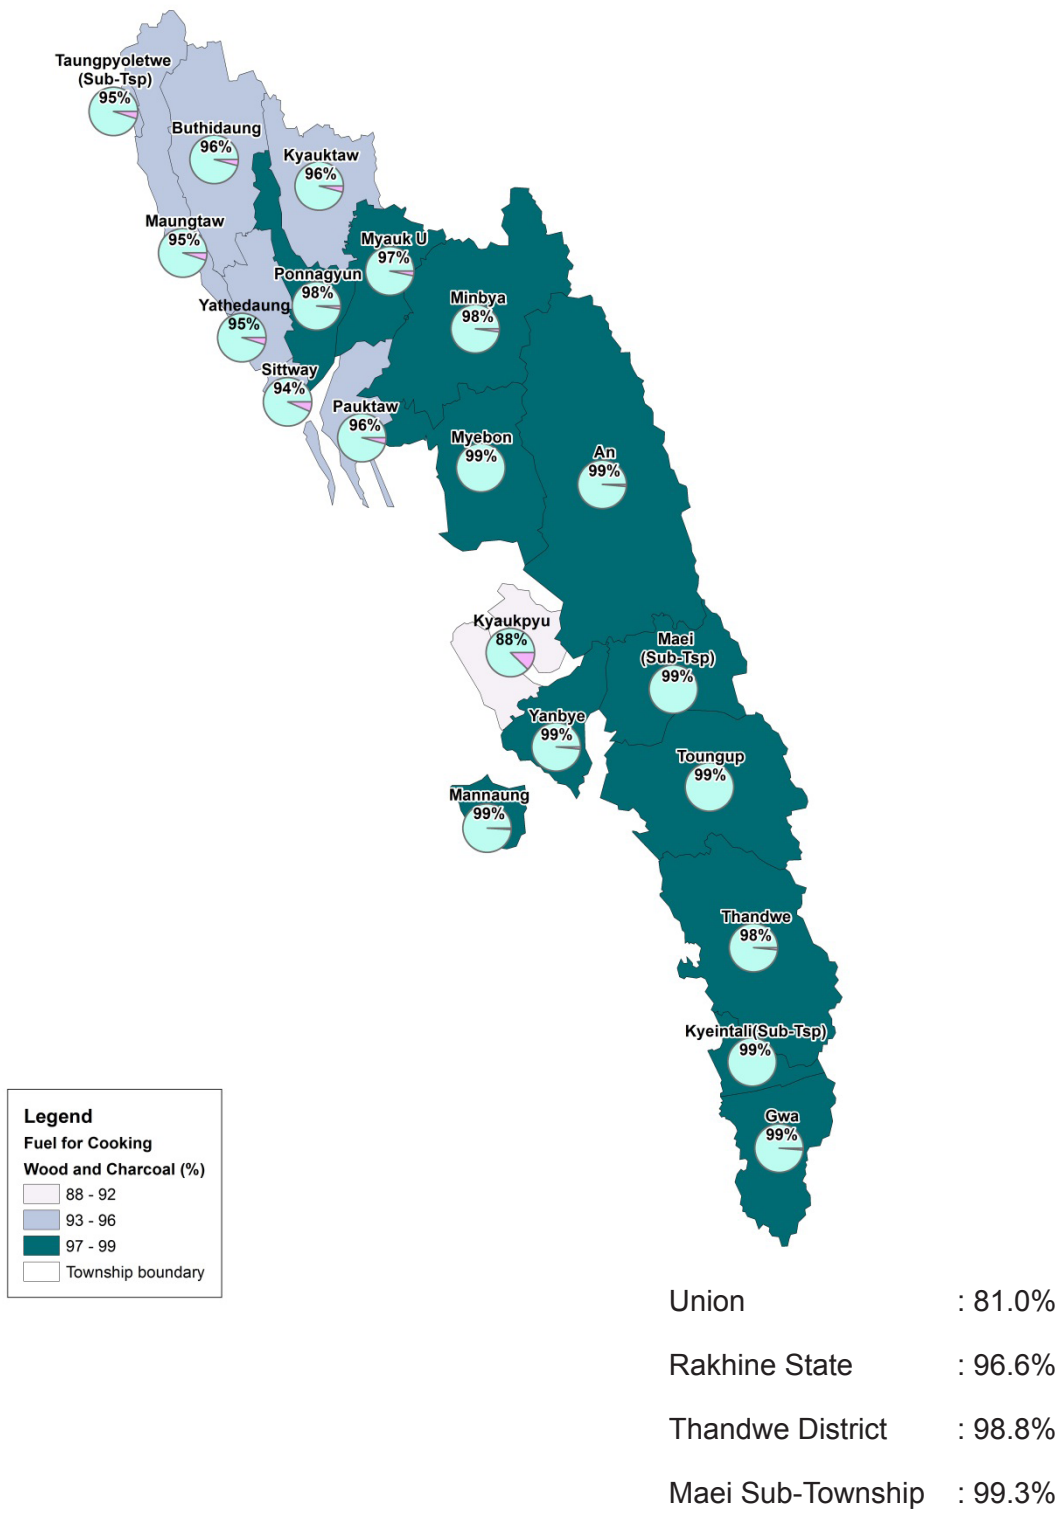 Taungpyoletwe
(Sub-Tsp)
95%
Buthidaung
96%
Kyauktaw
96%
Maungtaw
95%
Myauk U
97%
Ponnagyun
98%
Minbya
98%
Yathedaung
95%
Sittway
94%
Pauktaw
96%
Myebon
99%
An
99%
Kyaukpyu
88%
Maei
(Sub-Tsp)
99%
Yanbye
99%
Toungup
99%
Mannaung
99%
Thandwe
98%
Kyeintali(Sub-Tsp)
99%
Gwa
99%
Legend
Fuel for Cooking
Wood and Charcoal (%)
88 - 92
93 - 96
97 - 99
Township boundary
Union : 81.0%
Rakhine State : 96.6%
Thandwe District : 98.8%
Maei Sub-Township : 99.3%